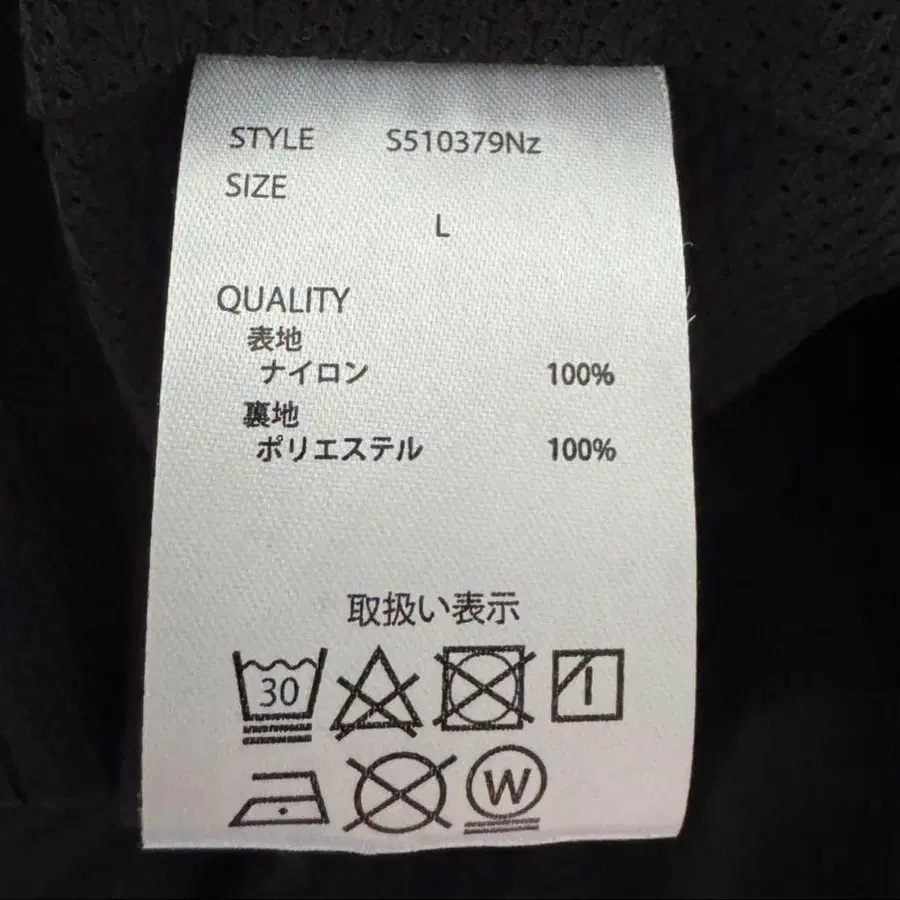 STYLE S510379Nz
SIZE
L
QUALITY
表地
ナイロン 100%
裏地
ポリエステル 100%
取扱い表示
30
W